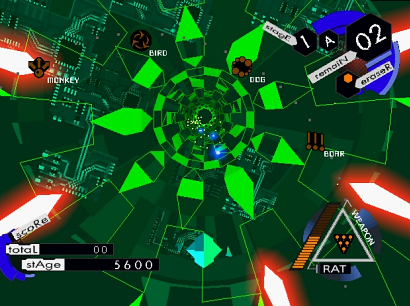 stagE
1
A
02
remaiN
eraseR
BIRD
DOG
MONKEY
BOAR
scoRe
totaL 00
stAge 5600
WEAPON
RAT